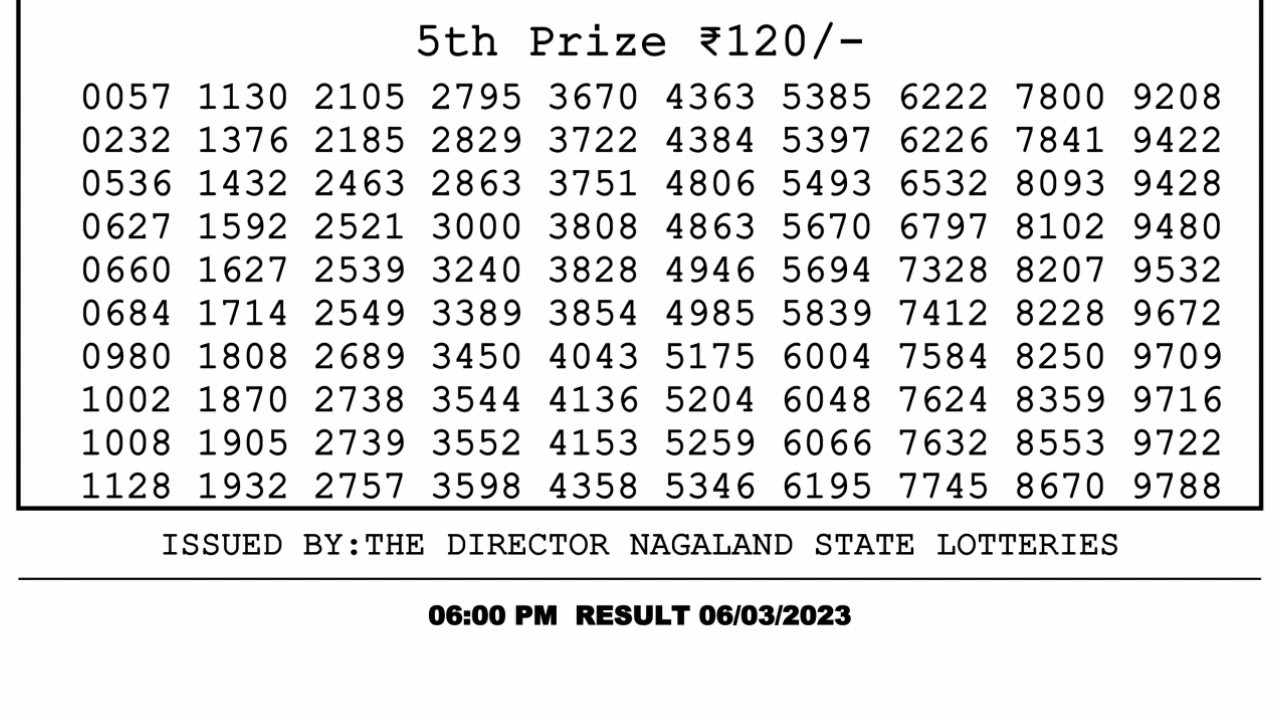 5th Prize ₹120/-
0057 1130 2105 2795 3670 4363 5385 6222 7800 9208
0232 1376 2185 2829 3722 4384 5397 6226 7841 9422
0536 1432 2463 2863 3751 4806 5493 6532 8093 9428
0627 1592 2521 3000 3808 4863 5670 6797 8102 9480
0660 1627 2539 3240 3828 4946 5694 7328 8207 9532
0684 1714 2549 3389 3854 4985 5839 7412 8228 9672
0980 1808 2689 3450 4043 5175 6004 7584 8250 9709
1002 1870 2738 3544 4136 5204 6048 7624 8359 9716
1008 1905 2739 3552 4153 5259 6066 7632 8553 9722
1128 1932 2757 3598 4358 5346 6195 7745 8670 9788
ISSUED BY:THE DIRECTOR NAGALAND STATE LOTTERIES
06:00 PM RESULT 06/03/2023